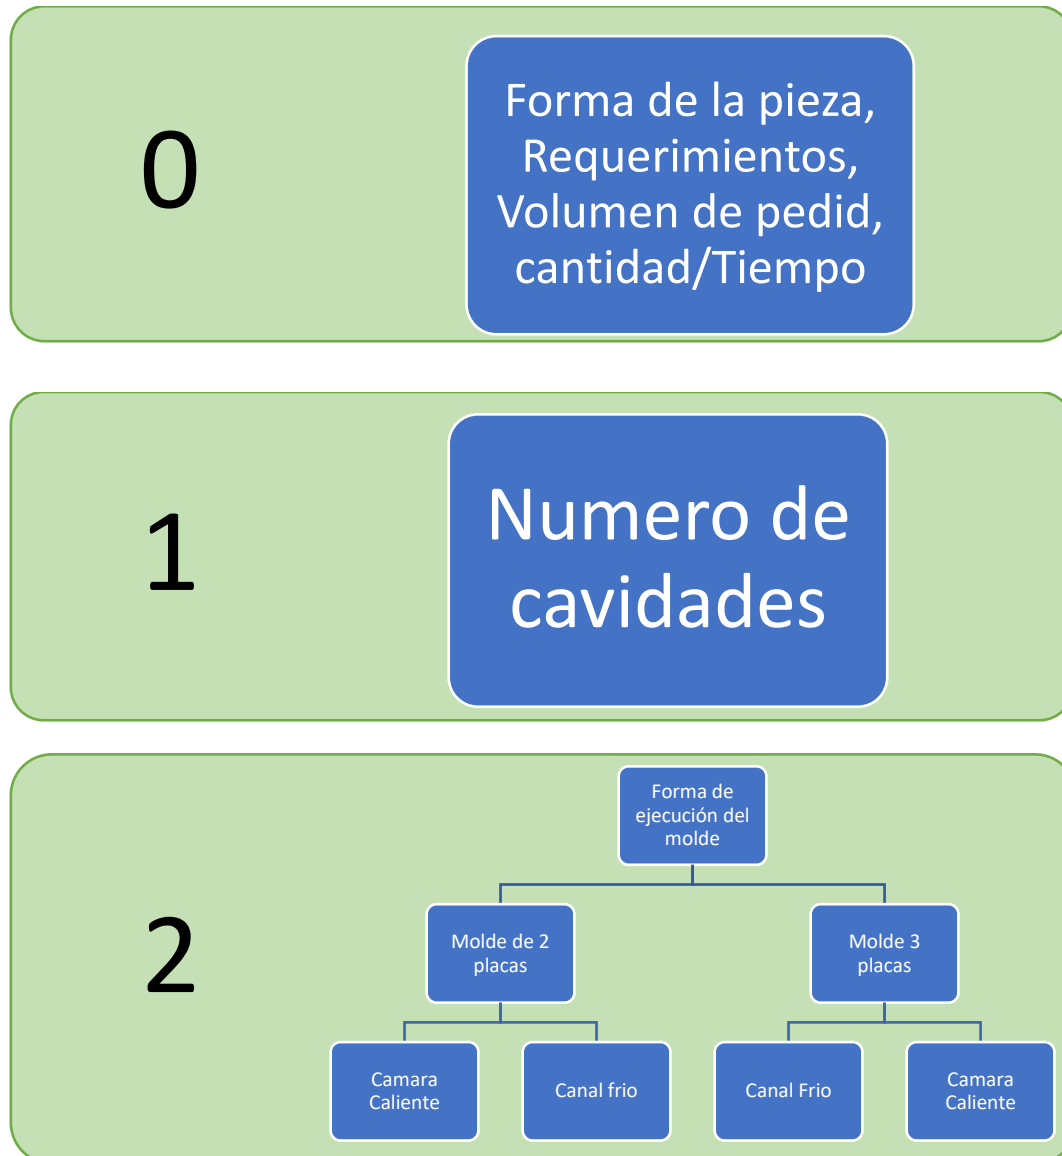 0
Forma de la pieza,
Requerimientos,
Volumen de pedid,
cantidad/Tiempo
1
Numero de
cavidades
2
Forma de
ejecución del
molde
Molde de 2
placas
Molde 3
placas
Camara
Caliente
Canal frio
Canal Frio
Camara
Caliente